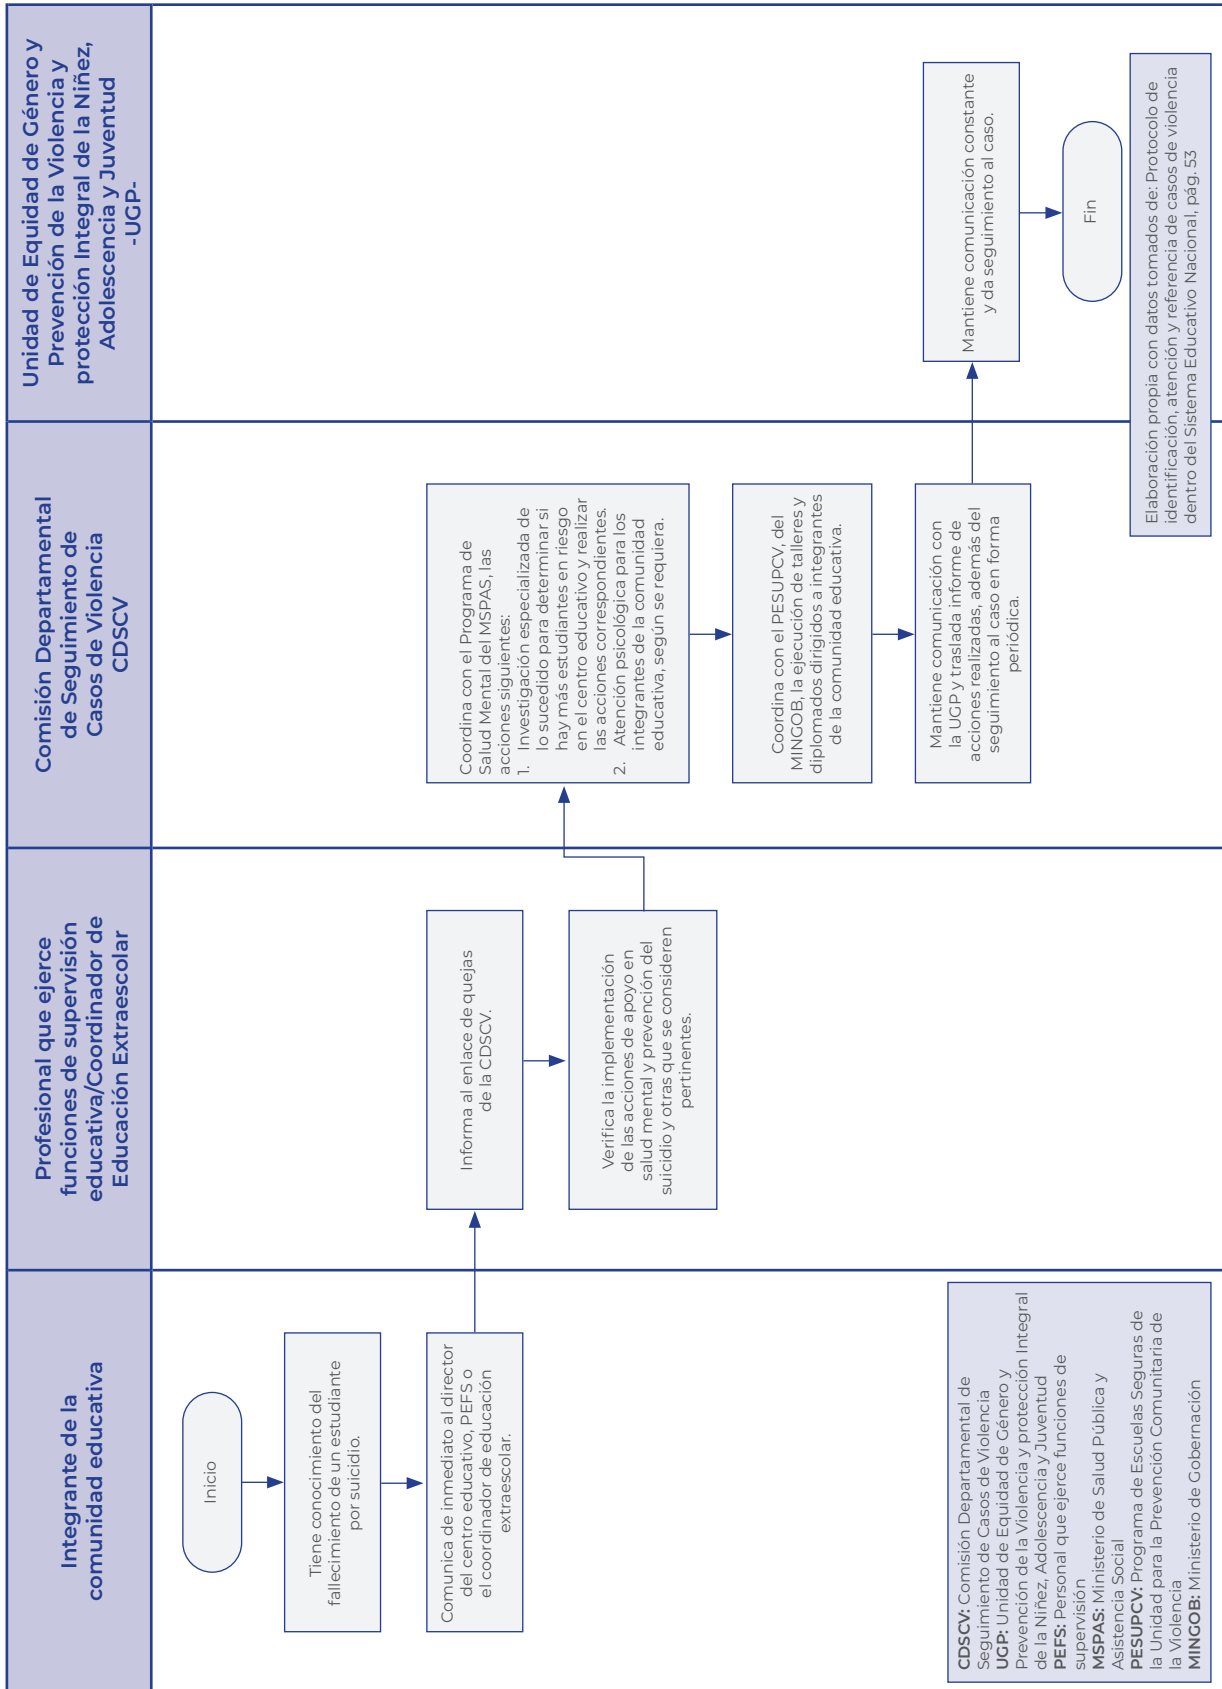 Integrante de la
comunidad educativa
Profesional que ejerce
funciones de supervisión
educativa/Coordinador de
Educación Extraescolar
Comisión Departamental
de Seguimiento de
Casos de Violencia
CDSCV
Unidad de Equidad de Género y
Prevención de la Violencia y
protección Integral de la Niñez,
Adolescencia y Juventud
-UGP-
Inicio
Tiene conocimiento del
fallecimiento de un estudiante
por suicidio.
Comunica de inmediato al director
del centro educativo, PEFS o
el coordinador de educación
extraescolar.
Informa al enlace de quejas
de la CDSCV.
Verifica la implementación
de las acciones de apoyo en
salud mental y prevención del
suicidio y otras que se consideren
pertinentes.
Coordina con el Programa de
Salud Mental del MSPAS, las
acciones siguientes:
1. Investigación especializada de
lo sucedido para determinar si
hay más estudiantes en riesgo
en el centro educativo y realizar
las acciones correspondientes.
2. Atención psicológica para los
integrantes de la comunidad
educativa, según se requiera.
Coordina con el PESUPCV, del
MINGOB, la ejecución de talleres y
diplomados dirigidos a integrantes
de la comunidad educativa.
Mantiene comunicación con
la UGP y traslada informe de
acciones realizadas, además del
seguimiento al caso en forma
periódica.
Mantiene comunicación constante
y da seguimiento al caso.
Fin
CDSCV: Comisión Departamental de
Seguimiento de Casos de Violencia
UGP: Unidad de Equidad de Género y
Prevención de la Violencia y protección Integral
de la Niñez, Adolescencia y Juventud
PEFS: Personal que ejerce funciones de
supervisión
MSPAS: Ministerio de Salud Pública y
Asistencia Social
PESUPCV: Programa de Escuelas Seguras de
la Unidad para la Prevención Comunitaria de
la Violencia
MINGOB: Ministerio de Gobernación
Elaboración propia con datos tomados de: Protocolo de
identificación, atención y referencia de casos de violencia
dentro del Sistema Educativo Nacional, pág. 53